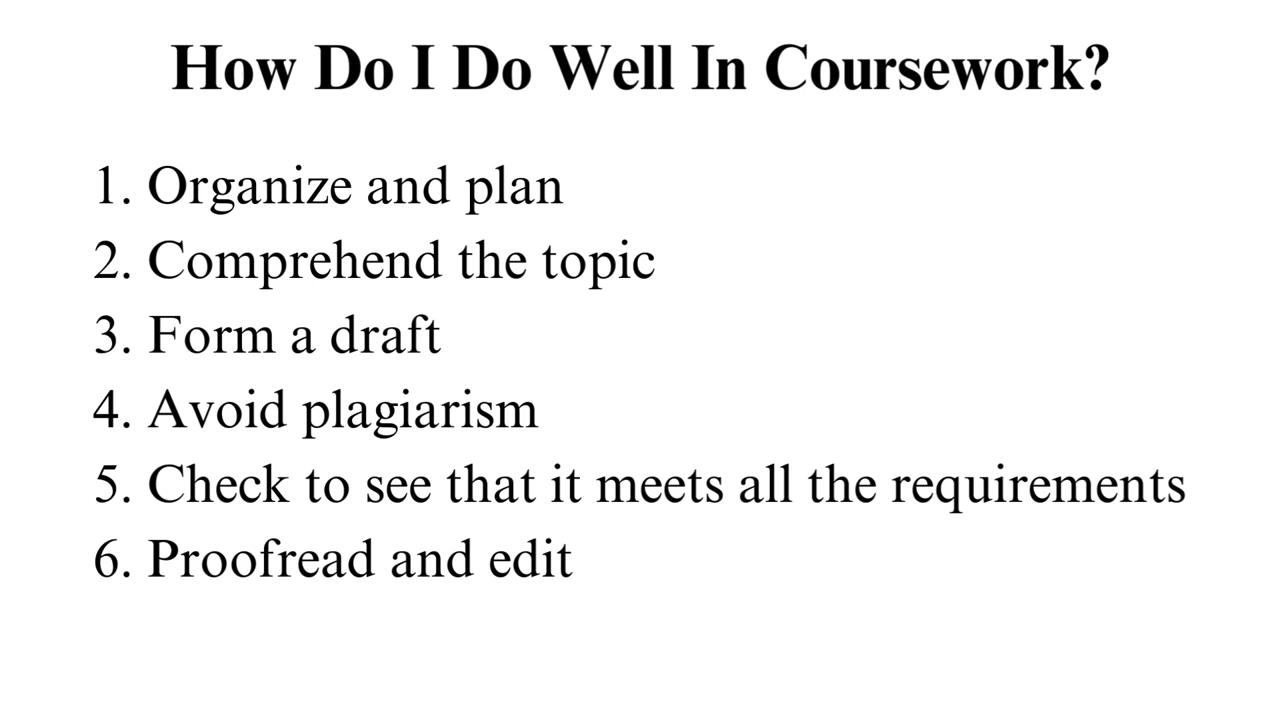 How Do I Do Well In Coursework?
1. Organize and plan
2. Comprehend the topic
3. Form a draft
4. Avoid plagiarism
5. Check to see that it meets all the requirements
6. Proofread and edit